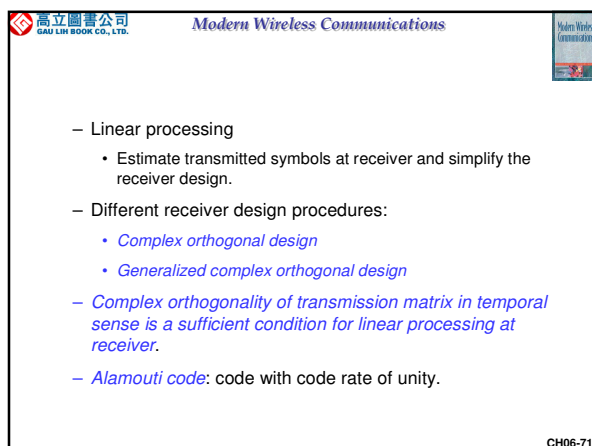 高立圖書公司
GAU LIH BOOK CO., LTD.
Modern Wireless Communications
Modern Wireless
Communications
– Linear processing
• Estimate transmitted symbols at receiver and simplify the
receiver design.
– Different receiver design procedures:
• Complex orthogonal design
• Generalized complex orthogonal design
– Complex orthogonality of transmission matrix in temporal
sense is a sufficient condition for linear processing at
receiver.
– Alamouti code: code with code rate of unity.
CH06-71